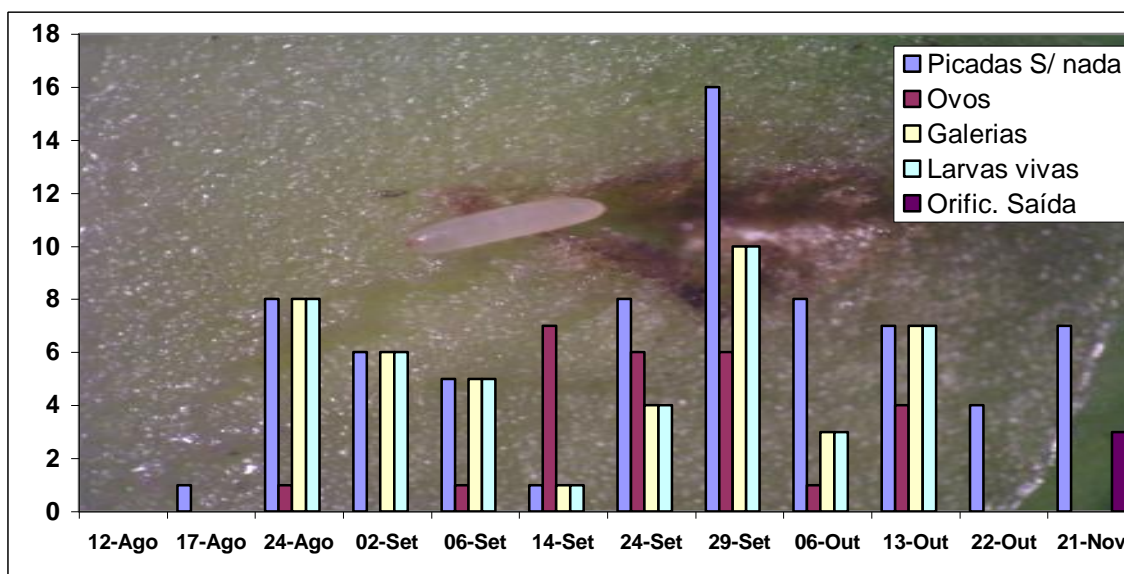 18
16
14
12
10
8
6
4
2
0
Picadas S/ nada
Ovos
Galerias
Larvas vivas
Orific. Saída
12-Ago 17-Ago 24-Ago 02-Set 06-Set 14-Set 24-Set 29-Set 06-Out 13-Out 22-Out 21-Nov